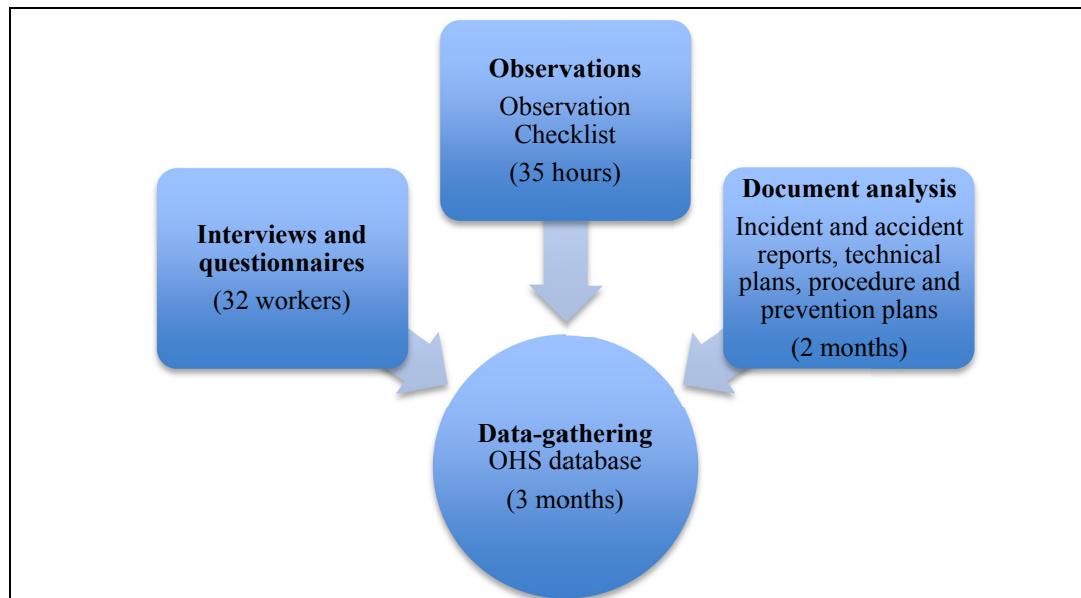 Observations
Observation
Checklist
(35 hours)
Interviews and
questionnaires
(32 workers)
Document analysis
Incident and accident
reports, technical
plans, procedure and
prevention plans
(2 months)
Data-gathering
OHS database
(3 months)